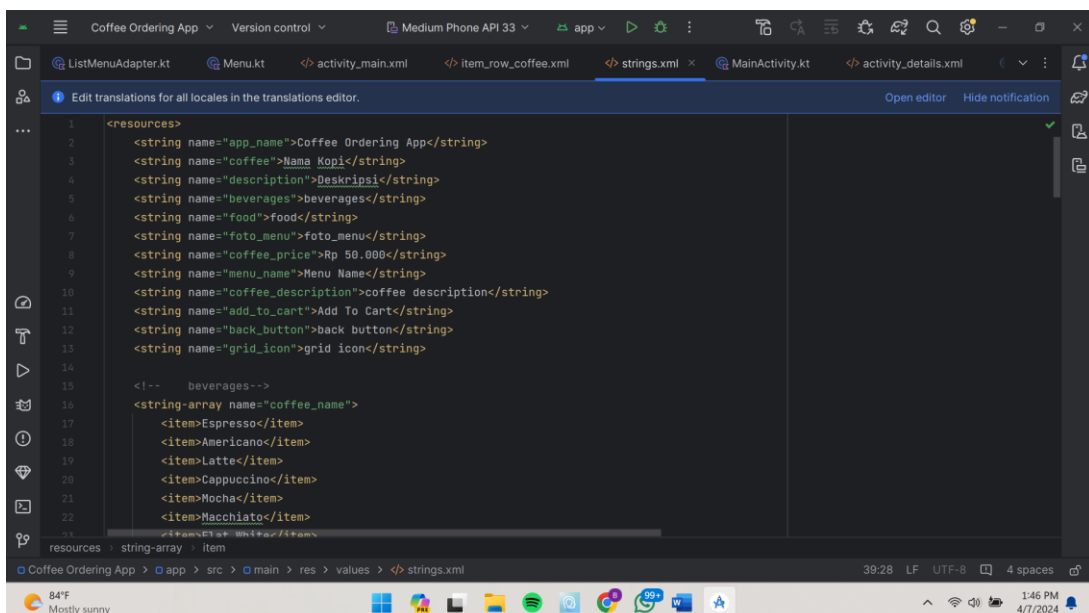 Coffee Ordering App Version control Medium Phone API 33 app
ListMenuAdapter.kt Menu.kt </> activity_main.xml </> item_row_coffee.xml </> strings.xml MainActivity.kt </> activity_details.xml
Edit translations for all locales in the translations editor. Open editor Hide notification
1 <resources>
2 <string name="app_name">Coffee Ordering App</string>
3 <string name="coffee">Nama Kopi</string>
4 <string name="description">Deskripsi</string>
5 <string name="beverages">beverages</string>
6 <string name="food">food</string>
7 <string name="foto_menu">foto_menu</string>
8 <string name="coffee_price">Rp 50.000</string>
9 <string name="menu_name">Menu Name</string>
10 <string name="coffee_description">coffee description</string>
11 <string name="add_to_cart">Add To Cart</string>
12 <string name="back_button">back button</string>
13 <string name="grid_icon">grid icon</string>
14
15 <!-- beverages-->
16 <string-array name="coffee_name">
17 <item>Espresso</item>
18 <item>Americano</item>
19 <item>Latte</item>
20 <item>Cappuccino</item>
21 <item>Mocha</item>
22 <item>Macchiato</item>
23 <item>Flat White</item>
resources > string-array > item
Coffee Ordering App > app > src > main > res > values > </> strings.xml 39:28 LF UTF-8 4 spaces
84°F
Mostly sunny
99+
1:46 PM
4/7/2024